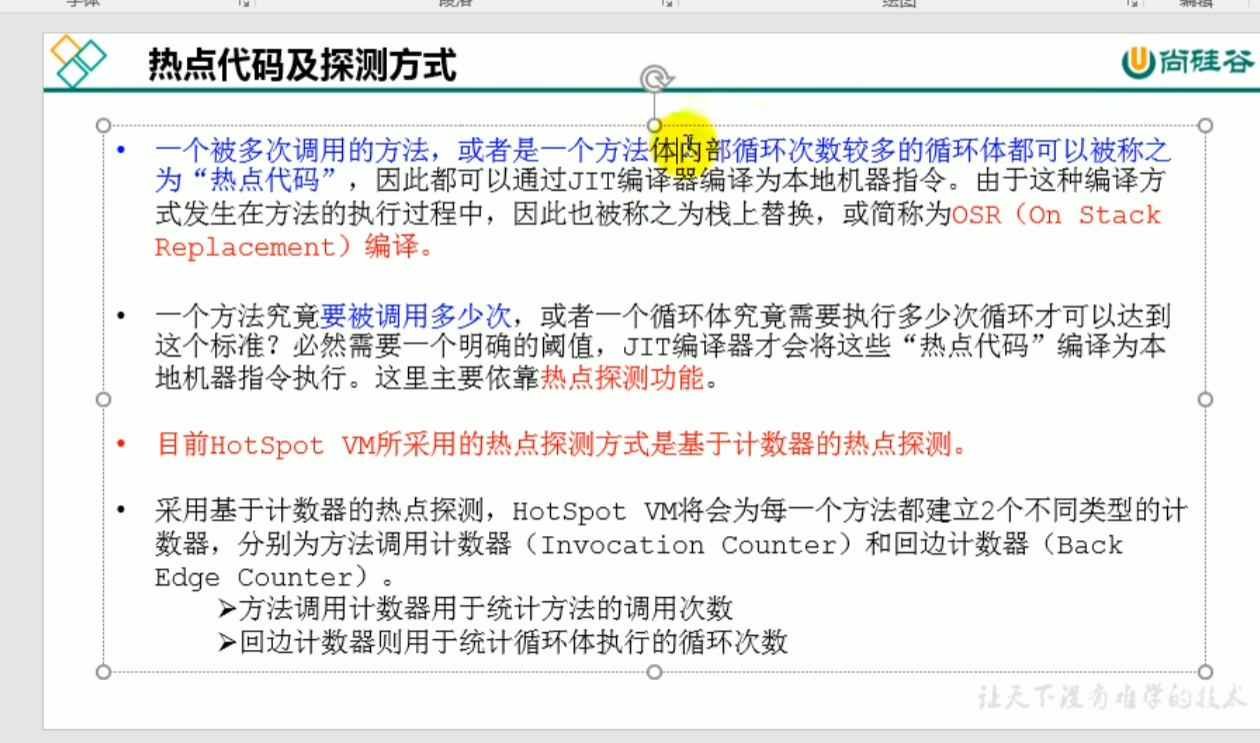 字体
段落
绘图
编辑
热点代码及探测方式
尚硅谷
• 一个被多次调用的方法，或者是一个方法体内部循环次数较多的循环体都可以被称之
为“热点代码”，因此都可以通过JIT编译器编译为本地机器指令。由于这种编译方
式发生在方法的执行过程中，因此也被称之为栈上替换，或简称为OSR（On Stack
Replacement）编译。
• 一个方法究竟要被调用多少次，或者一个循环体究竟需要执行多少次循环才可以达到
这个标准？必然需要一个明确的阈值，JIT编译器才会将这些“热点代码”编译为本
地机器指令执行。这里主要依靠热点探测功能。
• 目前HotSpot VM所采用的热点探测方式是基于计数器的热点探测。
• 采用基于计数器的热点探测，HotSpot VM将会为每一个方法都建立2个不同类型的计
数器，分别为方法调用计数器（Invocation Counter）和回边计数器（Back
Edge Counter）。
➢方法调用计数器用于统计方法的调用次数
➢回边计数器则用于统计循环体执行的循环次数
让天下没有难学的技术